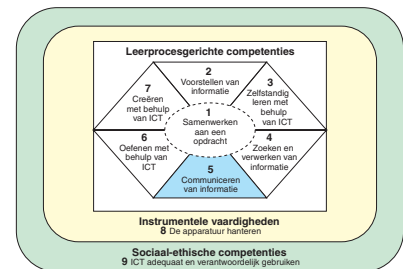 Leerprocesgerichte competenties
2
Voorstellen van
informatie
7
Creëren
met behulp
van ICT
3
Zelfstandig
leren met
behulp
van ICT
1
Samenwerken
aan een
opdracht
6
Oefenen met
behulp van
ICT
4
Zoeken en
verwerken van
informatie
5
Communiceren
van informatie
Instrumentele vaardigheden
8 De apparatuur hanteren
Sociaal-ethische competenties
9 ICT adequaat en verantwoordelijk gebruiken